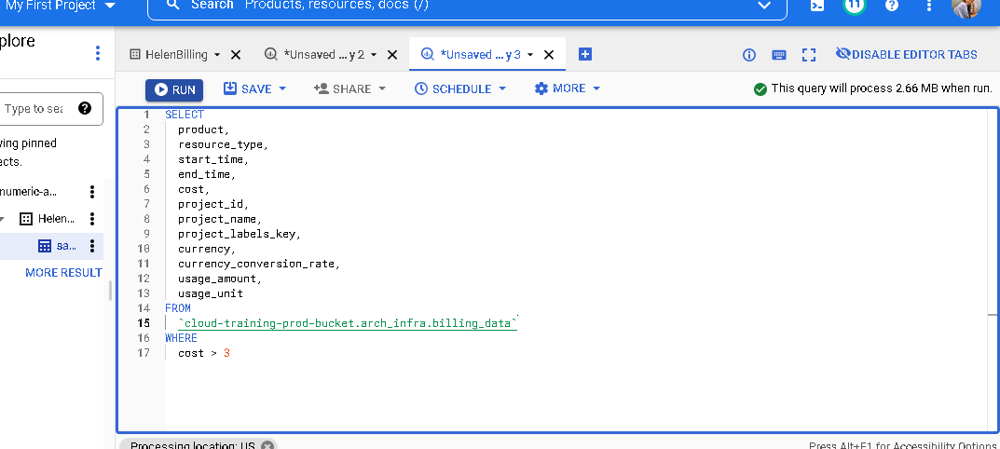 My First Project
Search Products, resources, docs (/)
11
plore
HelenBilling
*Unsaved ... y 2
*Unsaved ... y 3
DISABLE EDITOR TABS
RUN
SAVE
SHARE
SCHEDULE
MORE
This query will process 2.66 MB when run.
Type to sea
ving pinned
ects.
numeric-a...
Helen...
sa...
MORE RESULT
1 SELECT
2 product,
3 resource_type,
4 start_time,
5 end_time,
6 cost,
7 project_id,
8 project_name,
9 project_labels_key,
10 currency,
11 currency_conversion_rate,
12 usage_amount,
13 usage_unit
14 FROM
15 `cloud-training-prod-bucket.arch_infra.billing_data`
16 WHERE
17 cost > 3
Processing location: US
Press Alt+F1 for Accessibility Options